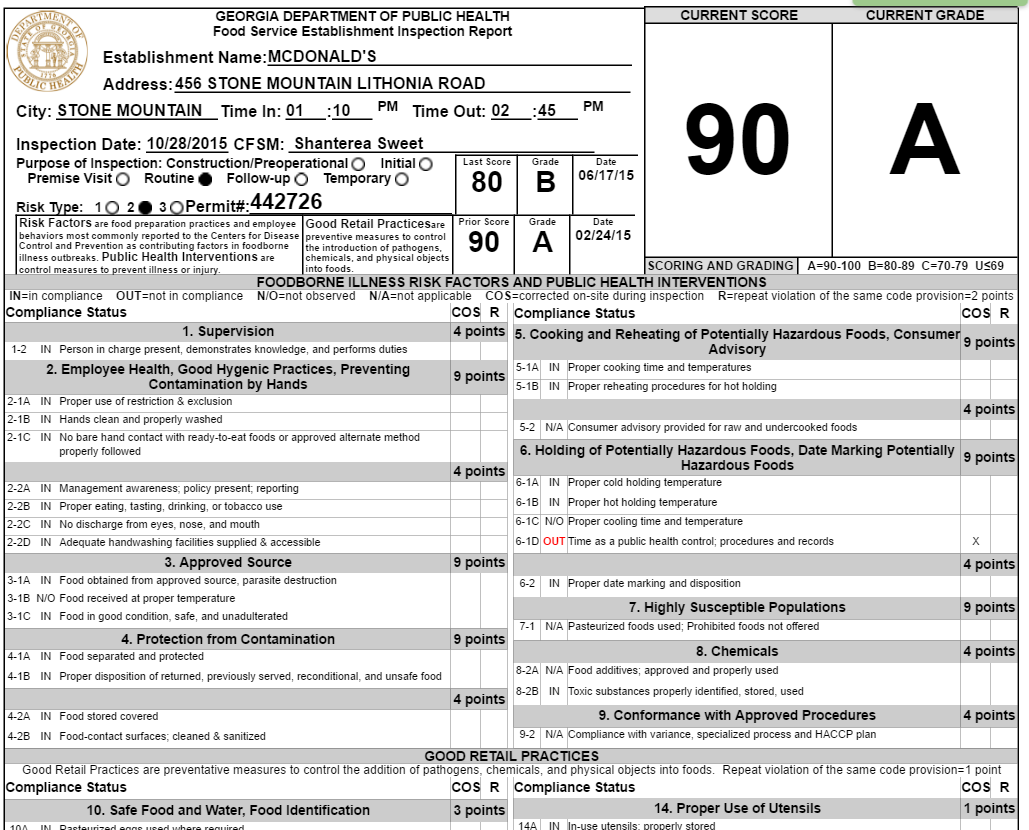 GEORGIA DEPARTMENT OF PUBLIC HEALTH
Food Service Establishment Inspection Report
Establishment Name: MCDONALD'S
Address: 456 STONE MOUNTAIN LITHONIA ROAD
City: STONE MOUNTAIN Time In: 01 :10 PM Time Out: 02 :45 PM
Inspection Date: 10/28/2015 CFSM: Shanterea Sweet
Purpose of Inspection: Construction/Preoperational Initial
Premise Visit Routine Follow-up Temporary
Risk Type: 1 2 3 Permit#: 442726
Last Score Grade Date
80 B 06/17/15
Prior Score Grade Date
90 A 02/24/15
CURRENT SCORE CURRENT GRADE
90 A
SCORING AND GRADING A=90-100 B=80-89 C=70-79 U≤69
Risk Factors are food preparation practices and employee
behaviors most commonly reported to the Centers for Disease
Control and Prevention as contributing factors in foodborne
illness outbreaks. Public Health Interventions are
control measures to prevent illness or injury.
Good Retail Practicesare
preventive measures to control
the introduction of pathogens,
chemicals, and physical objects
into foods.
FOODBORNE ILLNESS RISK FACTORS AND PUBLIC HEALTH INTERVENTIONS
IN=in compliance OUT=not in compliance N/O=not observed N/A=not applicable COS=corrected on-site during inspection R=repeat violation of the same code provision=2 points
Compliance Status COS R
1. Supervision 4 points
1-2 IN Person in charge present, demonstrates knowledge, and performs duties
2. Employee Health, Good Hygenic Practices, Preventing
Contamination by Hands 9 points
2-1A IN Proper use of restriction & exclusion
2-1B IN Hands clean and properly washed
2-1C IN No bare hand contact with ready-to-eat foods or approved alternate method
properly followed
4 points
2-2A IN Management awareness; policy present; reporting
2-2B IN Proper eating, tasting, drinking, or tobacco use
2-2C IN No discharge from eyes, nose, and mouth
2-2D IN Adequate handwashing facilities supplied & accessible
3. Approved Source 9 points
3-1A IN Food obtained from approved source, parasite destruction
3-1B N/O Food received at proper temperature
3-1C IN Food in good condition, safe, and unadulterated
4. Protection from Contamination 9 points
4-1A IN Food separated and protected
4-1B IN Proper disposition of returned, previously served, reconditional, and unsafe food
4 points
4-2A IN Food stored covered
4-2B IN Food-contact surfaces; cleaned & sanitized
Compliance Status COS R
5. Cooking and Reheating of Potentially Hazardous Foods, Consumer
Advisory 9 points
5-1A IN Proper cooking time and temperatures
5-1B IN Proper reheating procedures for hot holding
4 points
5-2 N/A Consumer advisory provided for raw and undercooked foods
6. Holding of Potentially Hazardous Foods, Date Marking Potentially
Hazardous Foods 9 points
6-1A IN Proper cold holding temperature
6-1B IN Proper hot holding temperature
6-1C N/O Proper cooling time and temperature
6-1D OUT Time as a public health control; procedures and records X
4 points
6-2 IN Proper date marking and disposition
7. Highly Susceptible Populations 9 points
7-1 N/A Pasteurized foods used; Prohibited foods not offered
8. Chemicals 4 points
8-2A N/A Food additives; approved and properly used
8-2B IN Toxic substances properly identified, stored, used
9. Conformance with Approved Procedures 4 points
9-2 N/A Compliance with variance, specialized process and HACCP plan
GOOD RETAIL PRACTICES
Good Retail Practices are preventative measures to control the addition of pathogens, chemicals, and physical objects into foods. Repeat violation of the same code provision=1 point
Compliance Status COS R
10. Safe Food and Water, Food Identification 3 points
10A IN Pasteurized eggs used where required
Compliance Status COS R
14. Proper Use of Utensils 1 points
14A IN In-use utensils: properly stored